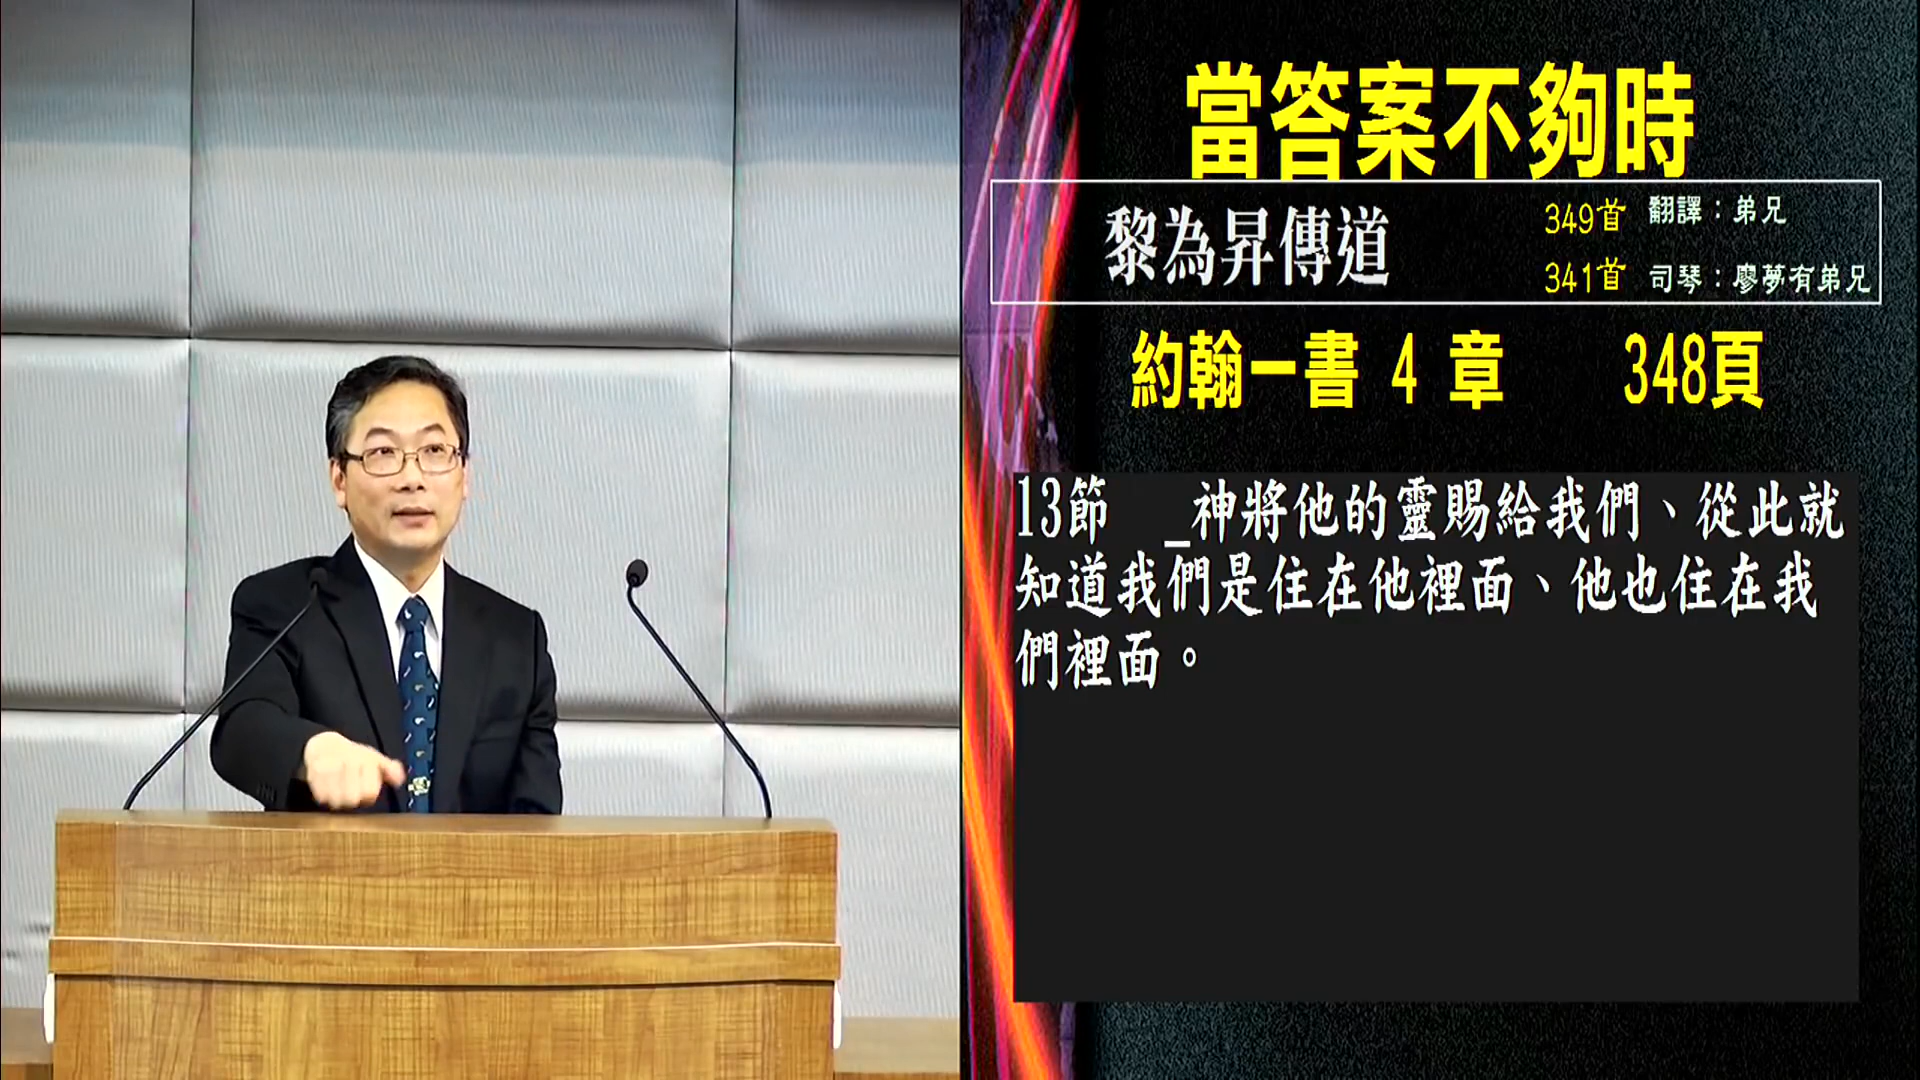 當答案不夠時
黎為昇傳道
349首 翻譯：弟兄
341首 司琴：廖夢有弟兄
約翰一書 4 章 348頁
13節 _神將他的靈賜給我們、從此就
知道我們是住在他裡面、他也住在我
們裡面。